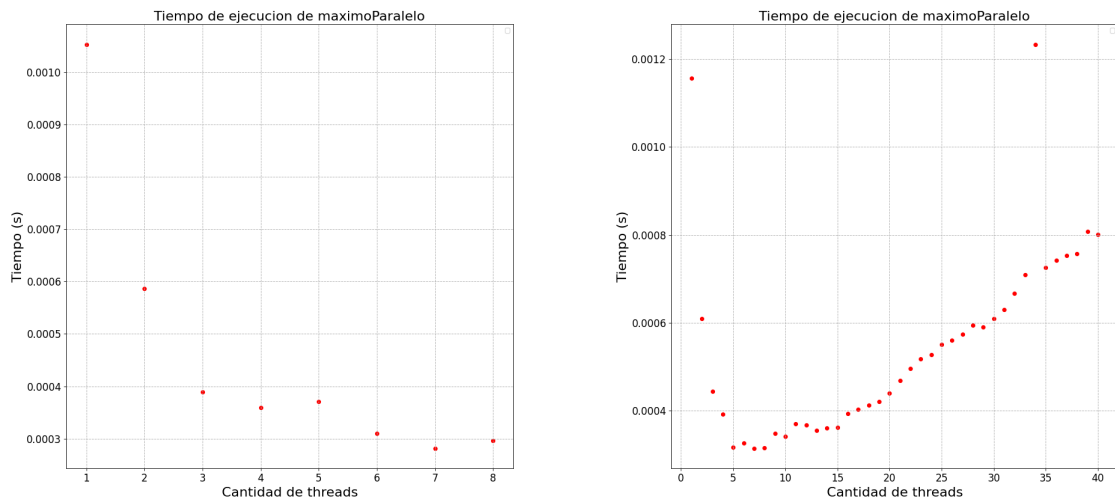 Tiempo de ejecucion de maximoParalelo
0.0010
0.0009
0.0008
0.0007
0.0006
0.0005
0.0004
0.0003
Tiempo (s)
1 2 3 4 5 6 7 8
Cantidad de threads
Tiempo de ejecucion de maximoParalelo
0.0012
0.0010
0.0008
0.0006
0.0004
Tiempo (s)
0 5 10 15 20 25 30 35 40
Cantidad de threads